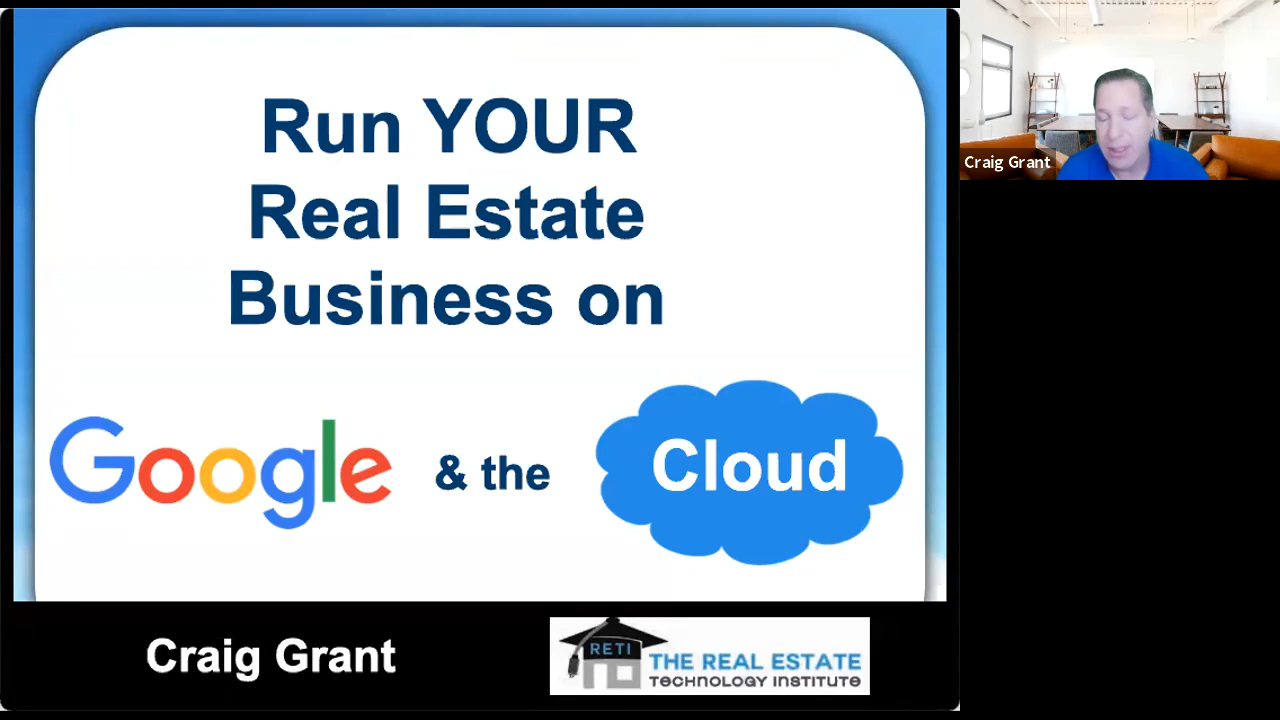 Run YOUR
Real Estate
Business on
Google & the Cloud
Craig Grant
RETI
THE REAL ESTATE
TECHNOLOGY INSTITUTE
Craig Grant